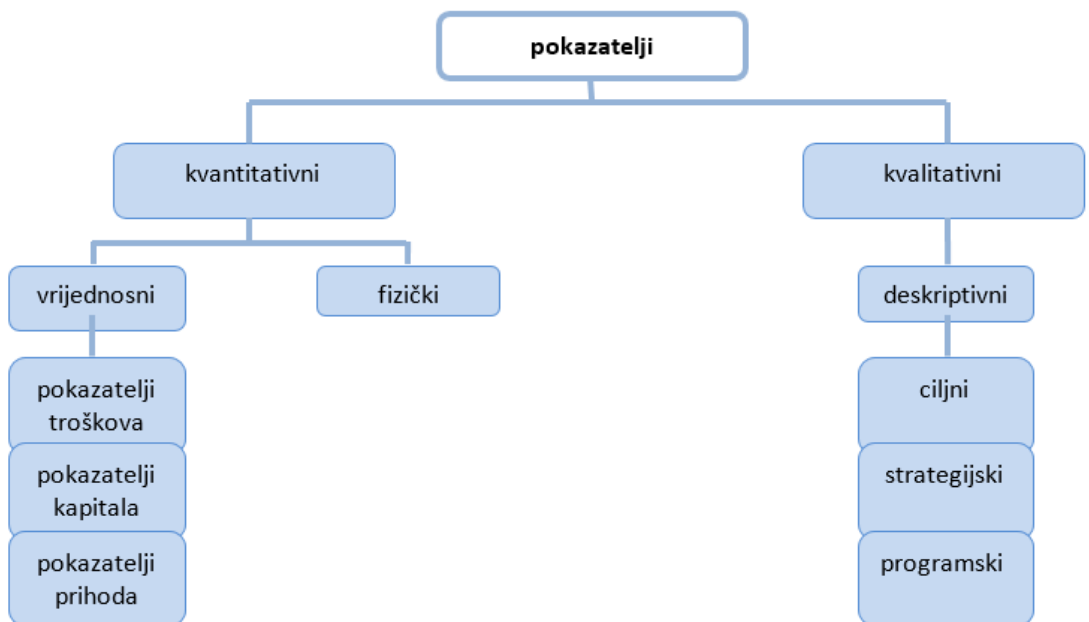 pokazatelji
kvantitativni
kvalitativni
vrijednosni
fizički
deskriptivni
pokazatelji
troškova
ciljni
pokazatelji
kapitala
strategijski
pokazatelji
prihoda
programski